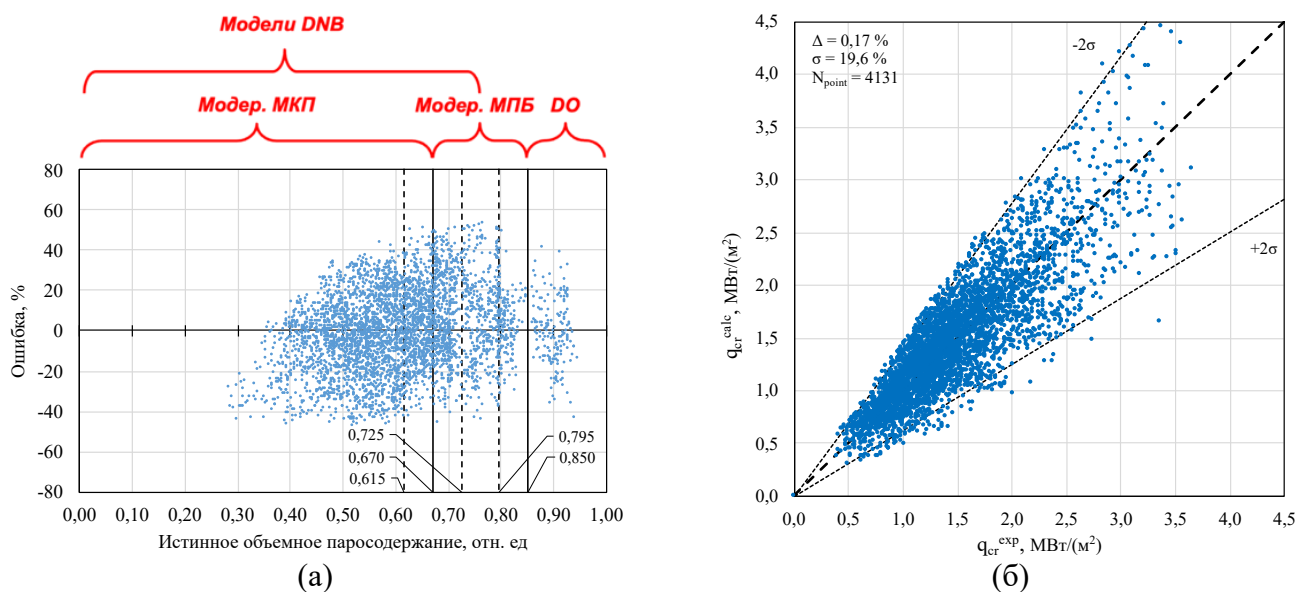 Модели DNB
Модер. МКП
Модер. МПБ
DO
80
60
40
20
0
-20
-40
-60
-80
Ошибка, %
0,725
0,670
0,615
0,795
0,850
0,00 0,10 0,20 0,30 0,40 0,50 0,60 0,70 0,80 0,90 1,00
Истинное объемное паросодержание, отн. ед
(а)
4,5
4,0
3,5
3,0
2,5
2,0
1,5
1,0
0,5
0,0
q_cr^calc, МВт/(м²)
Δ = 0,17 %
σ = 19,6 %
N_point = 4131
-2σ
+2σ
0,0 0,5 1,0 1,5 2,0 2,5 3,0 3,5 4,0 4,5
q_cr^exp, МВт/(м²)
(б)